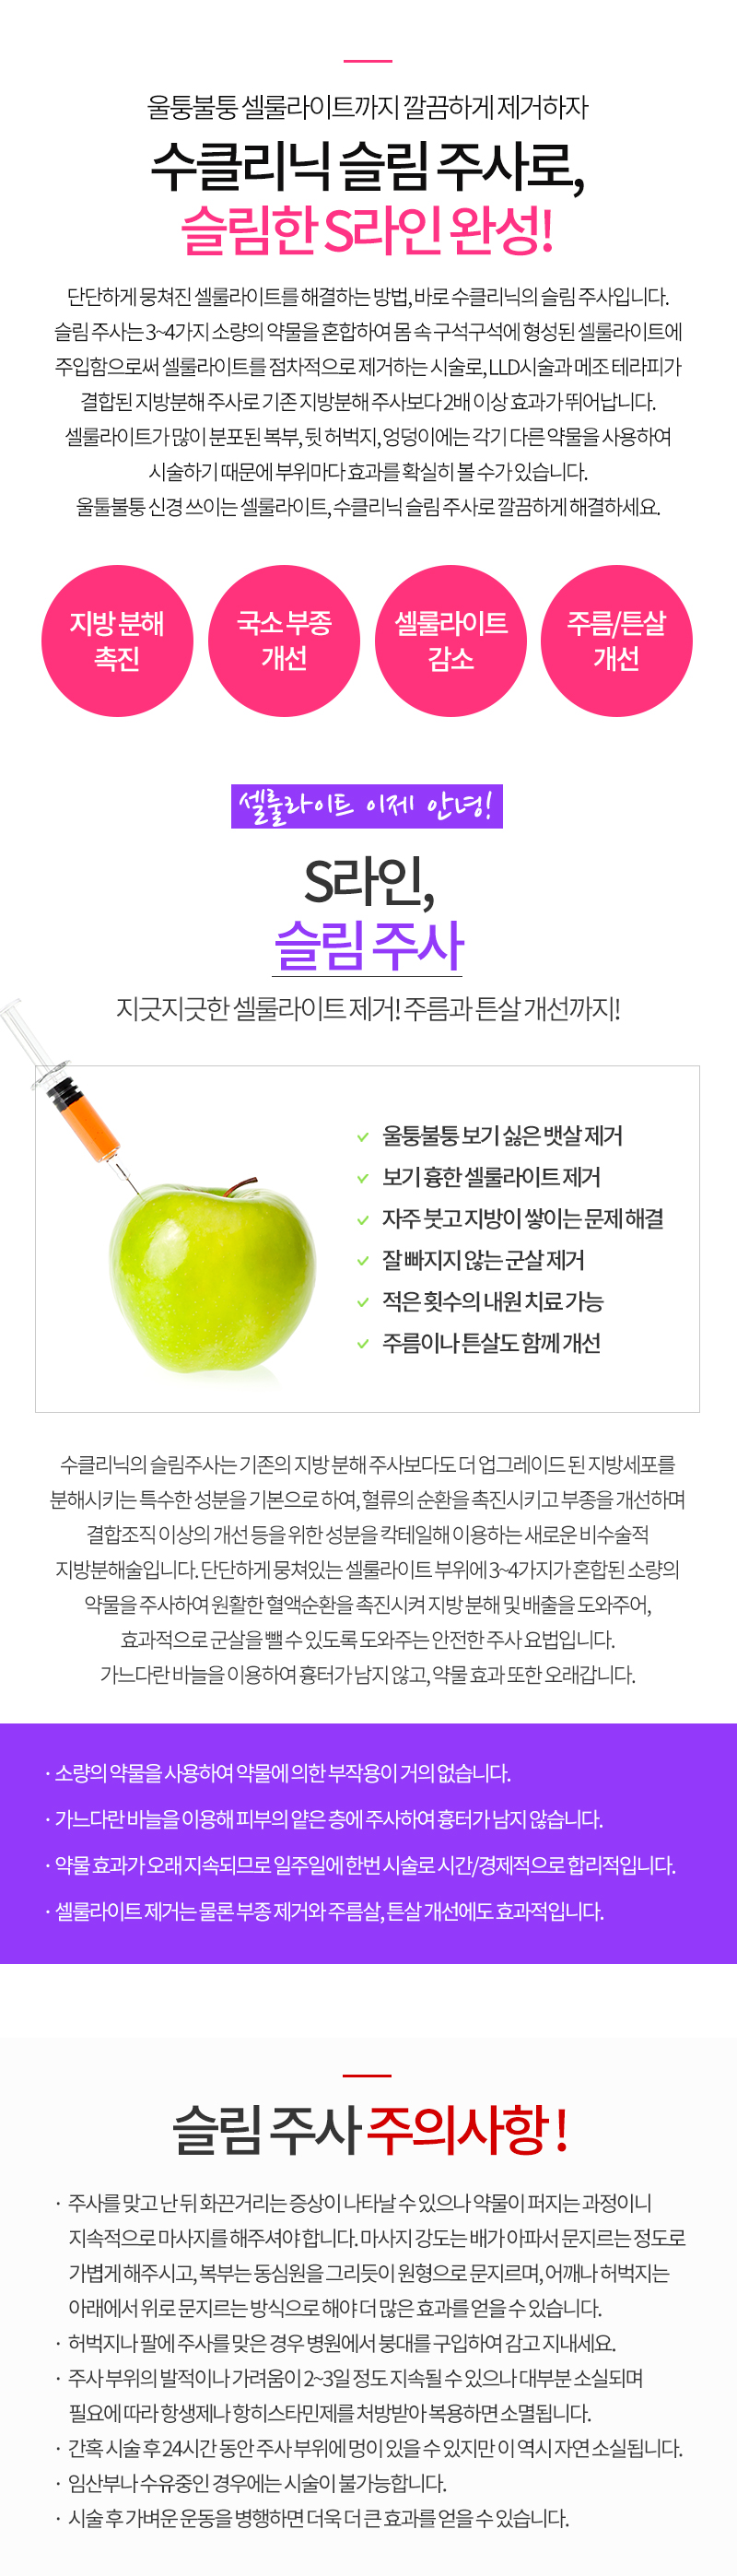 울퉁불퉁 셀룰라이트까지 깔끔하게 제거하자
수클리닉 슬림 주사로,
슬림한 S라인 완성!
단단하게 뭉쳐진 셀룰라이트를 해결하는 방법, 바로 수클리닉의 슬림 주사입니다.
슬림 주사는 3~4가지 소량의 약물을 혼합하여 몸 속 구석구석에 형성된 셀룰라이트에
주입함으로써 셀룰라이트를 점차적으로 제거하는 시술로, LLD시술과 메조 테라피가
결합된 지방분해 주사로 기존 지방분해 주사보다 2배 이상 효과가 뛰어납니다.
셀룰라이트가 많이 분포된 복부, 뒷 허벅지, 엉덩이에는 각기 다른 약물을 사용하여
시술하기 때문에 부위마다 효과를 확실히 볼 수가 있습니다.
울퉅불퉁 신경 쓰이는 셀룰라이트, 수클리닉 슬림 주사로 깔끔하게 해결하세요.
지방 분해
촉진
국소 부종
개선
셀룰라이트
감소
주름/튼살
개선
셀룰라이트 이제 안녕!
S라인,
슬림 주사
지긋지긋한 셀룰라이트 제거! 주름과 튼살 개선까지!
울퉁불퉁 보기 싫은 뱃살 제거
보기 흉한 셀룰라이트 제거
자주 붓고 지방이 쌓이는 문제 해결
잘 빠지지 않는 군살 제거
적은 횟수의 내원 치료 가능
주름이나 튼살도 함께 개선
수클리닉의 슬림주사는 기존의 지방 분해 주사보다도 더 업그레이드 된 지방세포를
분해시키는 특수한 성분을 기본으로 하여, 혈류의 순환을 촉진시키고 부종을 개선하며
결합조직 이상의 개선 등을 위한 성분을 칵테일해 이용하는 새로운 비수술적
지방분해술입니다. 단단하게 뭉쳐있는 셀룰라이트 부위에 3~4가지가 혼합된 소량의
약물을 주사하여 원활한 혈액순환을 촉진시켜 지방 분해 및 배출을 도와주어,
효과적으로 군살을 뺄 수 있도록 도와주는 안전한 주사 요법입니다.
가느다란 바늘을 이용하여 흉터가 남지 않고, 약물 효과 또한 오래갑니다.
· 소량의 약물을 사용하여 약물에 의한 부작용이 거의 없습니다.
· 가느다란 바늘을 이용해 피부의 얕은 층에 주사하여 흉터가 남지 않습니다.
· 약물 효과가 오래 지속되므로 일주일에 한번 시술로 시간/경제적으로 합리적입니다.
· 셀룰라이트 제거는 물론 부종 제거와 주름살, 튼살 개선에도 효과적입니다.
슬림 주사 주의사항 !
· 주사를 맞고 난 뒤 화끈거리는 증상이 나타날 수 있으나 약물이 퍼지는 과정이니
지속적으로 마사지를 해주셔야 합니다. 마사지 강도는 배가 아파서 문지르는 정도로
가볍게 해주시고, 복부는 동심원을 그리듯이 원형으로 문지르며, 어깨나 허벅지는
아래에서 위로 문지르는 방식으로 해야 더 많은 효과를 얻을 수 있습니다.
· 허벅지나 팔에 주사를 맞은 경우 병원에서 붕대를 구입하여 감고 지내세요.
· 주사 부위의 발적이나 가려움이 2~3일 정도 지속될 수 있으나 대부분 소실되며
필요에 따라 항생제나 항히스타민제를 처방받아 복용하면 소멸됩니다.
· 간혹 시술 후 24시간 동안 주사 부위에 멍이 있을 수 있지만 이 역시 자연 소실됩니다.
· 임산부나 수유중인 경우에는 시술이 불가능합니다.
· 시술 후 가벼운 운동을 병행하면 더욱 더 큰 효과를 얻을 수 있습니다.